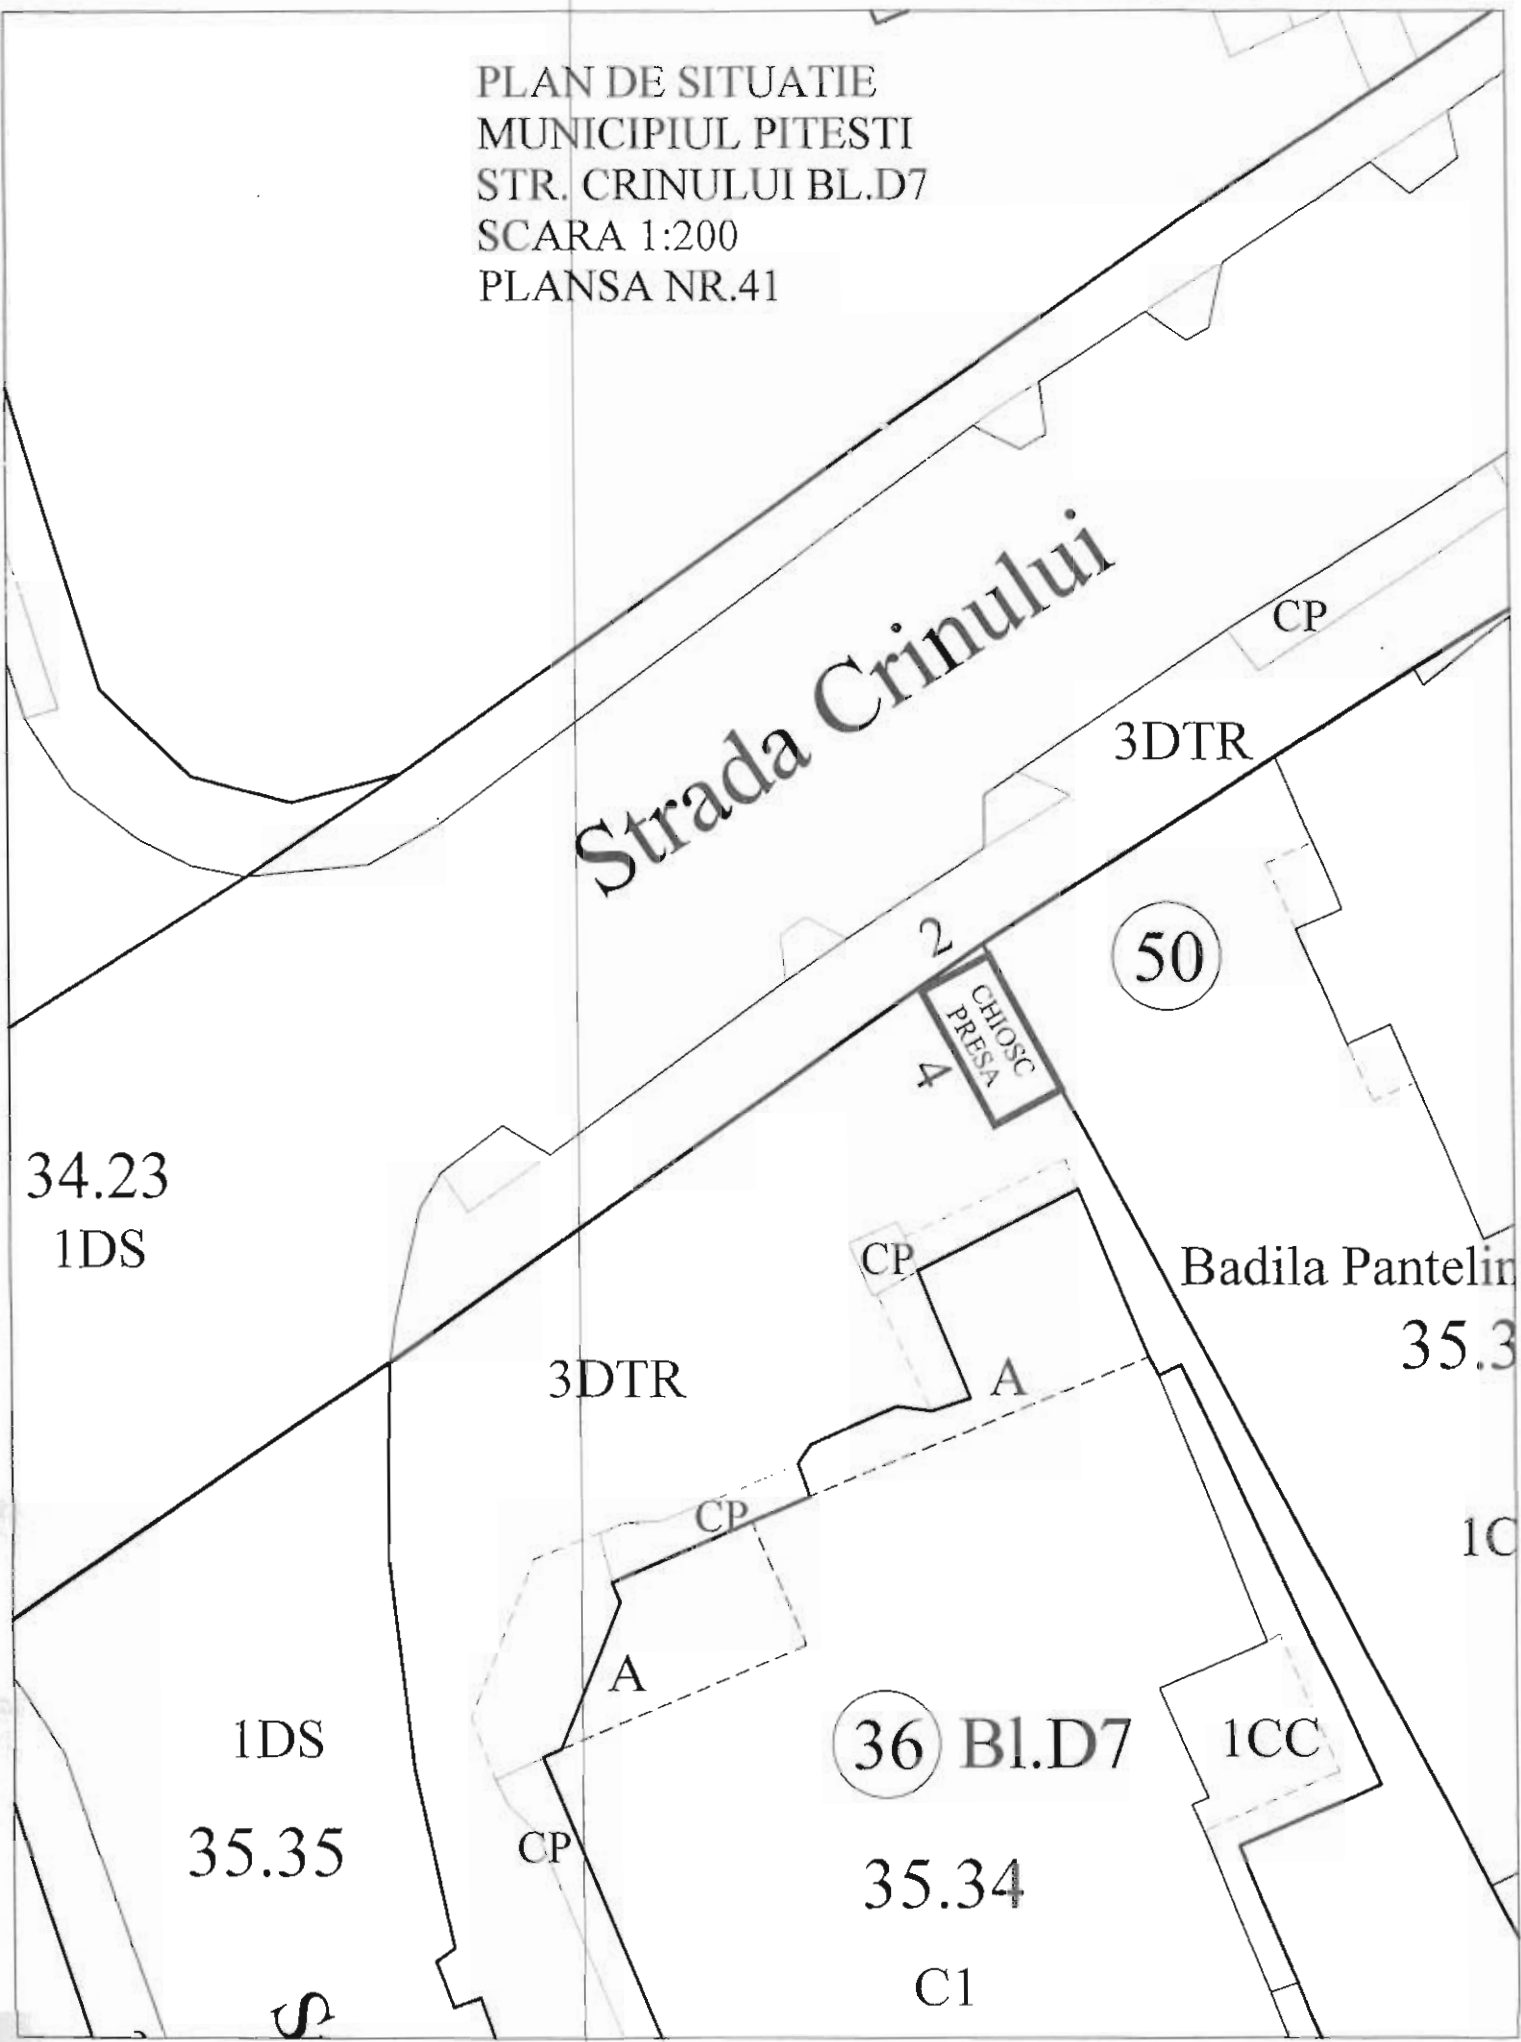 PLAN DE SITUATIE
MUNICIPIUL PITESTI
STR. CRINULUI BL.D7
SCARA 1:200
PLANSA NR.41
Strada Crinului
CP
3DTR
2
50
CHIOSC
PRESA
4
34.23
1DS
CP
Badila Pantelin
35.3
3DTR
A
CP
1C
A
1DS
36 Bl.D7
1CC
35.35
CP
35.34
C1
S